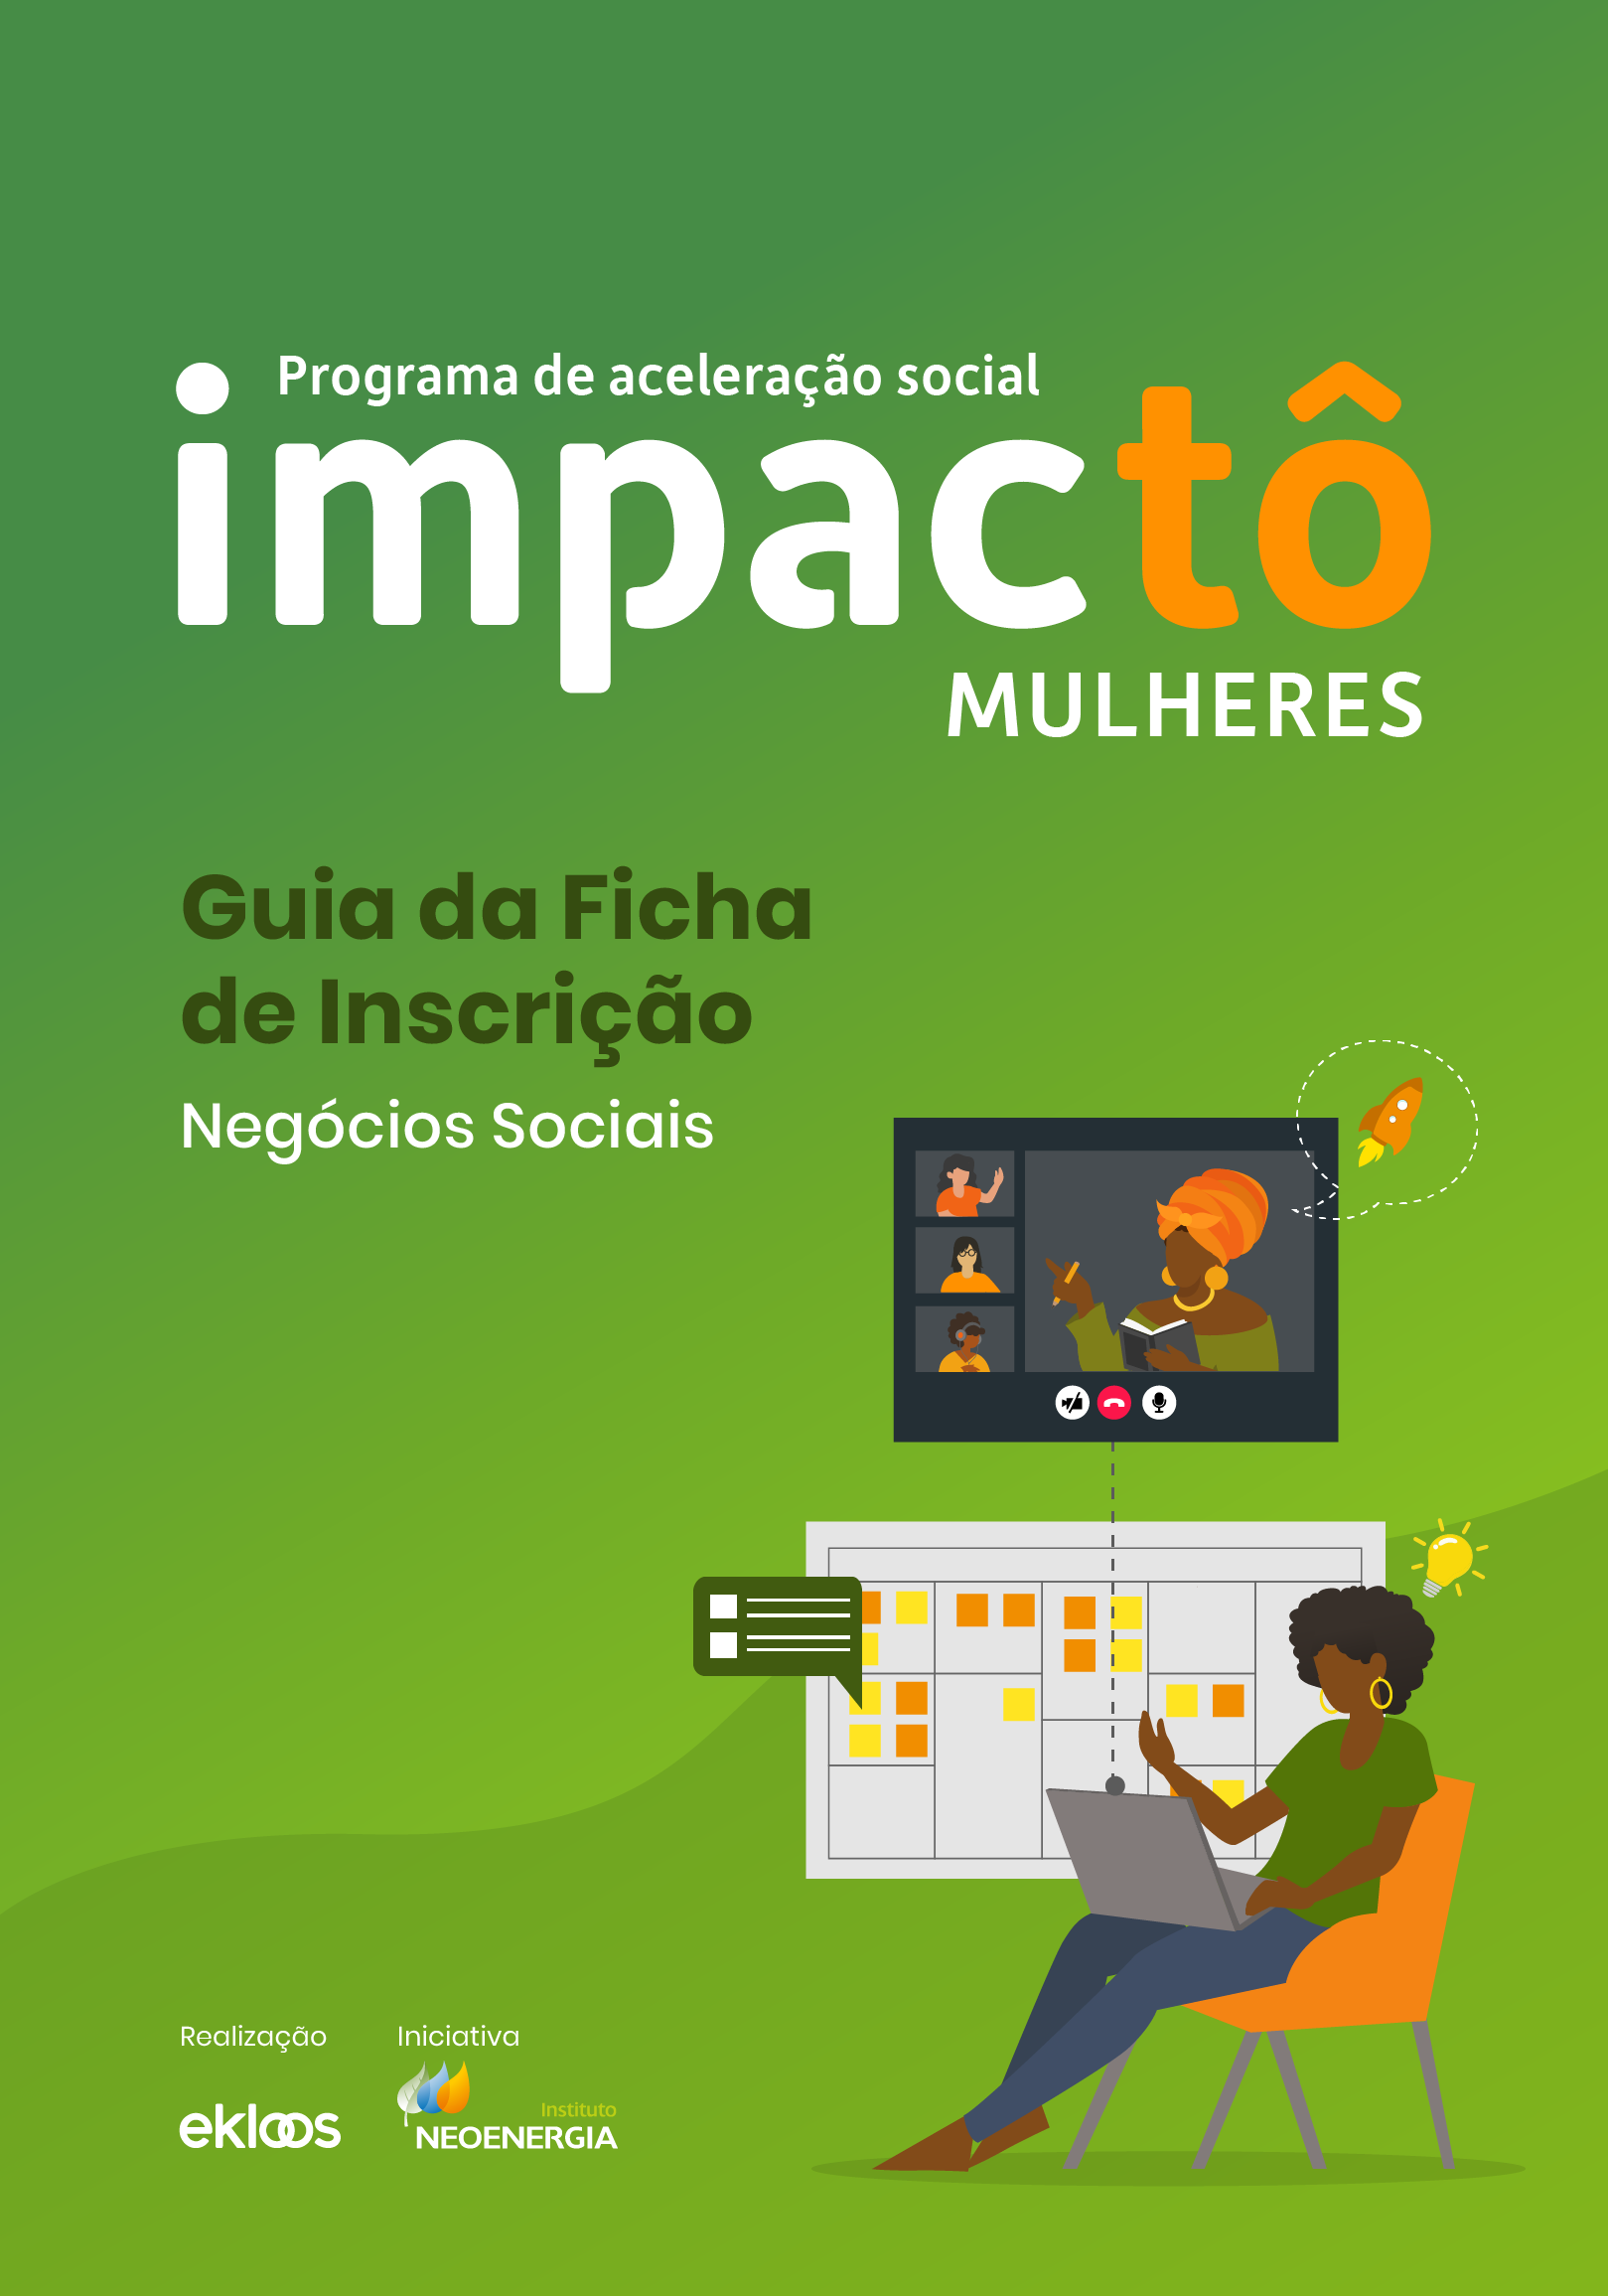 Programa de aceleração social
impactô
MULHERES
Guia da Ficha
de Inscrição
Negócios Sociais
Realização
Iniciativa
ekloos
Instituto
NEOENERGIA